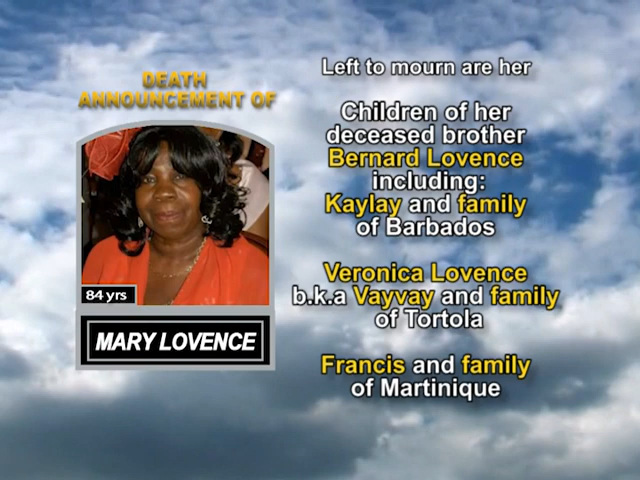 DEATH
ANNOUNCEMENT OF
84 yrs
MARY LOVENCE
Left to mourn are her
Children of her
deceased brother
Bernard Lovence
including:
Kaylay and family
of Barbados
Veronica Lovence
b.k.a Vayvay and family
of Tortola
Francis and family
of Martinique